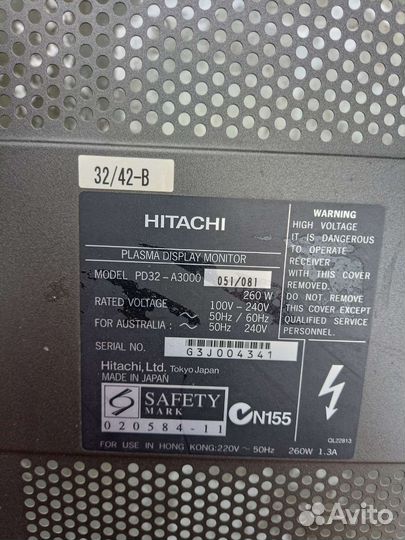 32/42-B
HITACHI
PLASMA DISPLAY MONITOR
MODEL PD32-A3000 051/081
260 W
RATED VOLTAGE 100V - 240V
50Hz / 60Hz
FOR AUSTRALIA : 50Hz 240V
SERIAL NO. G3J004341
Hitachi, Ltd. Tokyo Japan
MADE IN JAPAN
S SAFETY
MARK
020584-11
N155
FOR USE IN HONG KONG:220V ~ 50Hz 260W 1.3A
WARNING
HIGH VOLTAGE
IT IS DANGEROUS
TO OPERATE
RECEIVER
WITH THIS COVER
REMOVED.
DO NOT REMOVE
THIS COVER EXCEPT
QUALIFIED SERVICE
PERSONNEL.
QL22813
Avito